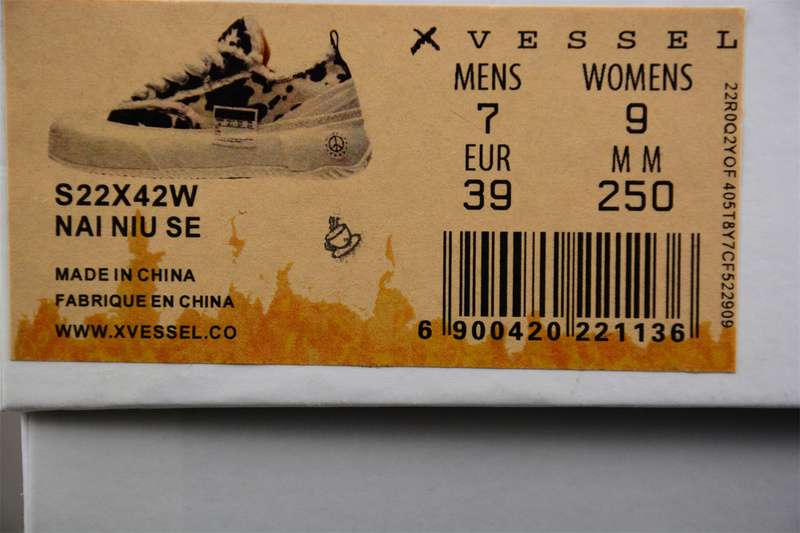 X VESSEL
MENS WOMENS
7 9
EUR M M
39 250
S22X42W
NAI NIU SE
MADE IN CHINA
FABRIQUE EN CHINA
WWW.XVESSEL.CO
6 900420 221136
22R0Q2YOF405T8Y7CF522909